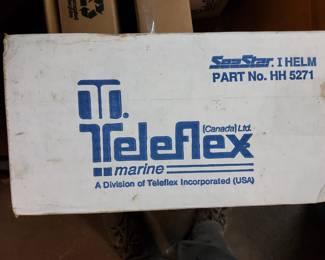 SeaStar. I HELM
PART No. HH 5271
T.
Teleflex
(Canada) Ltd.
marine
A Division of Teleflex Incorporated (USA)